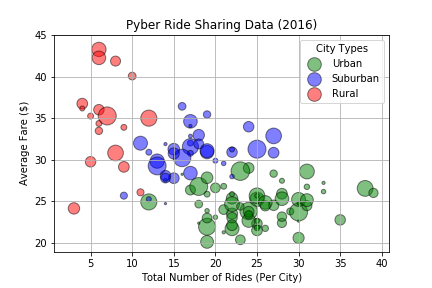 Pyber Ride Sharing Data (2016)
City Types
Urban
Suburban
Rural
Average Fare ($)
45
40
35
30
25
20
5 10 15 20 25 30 35 40
Total Number of Rides (Per City)